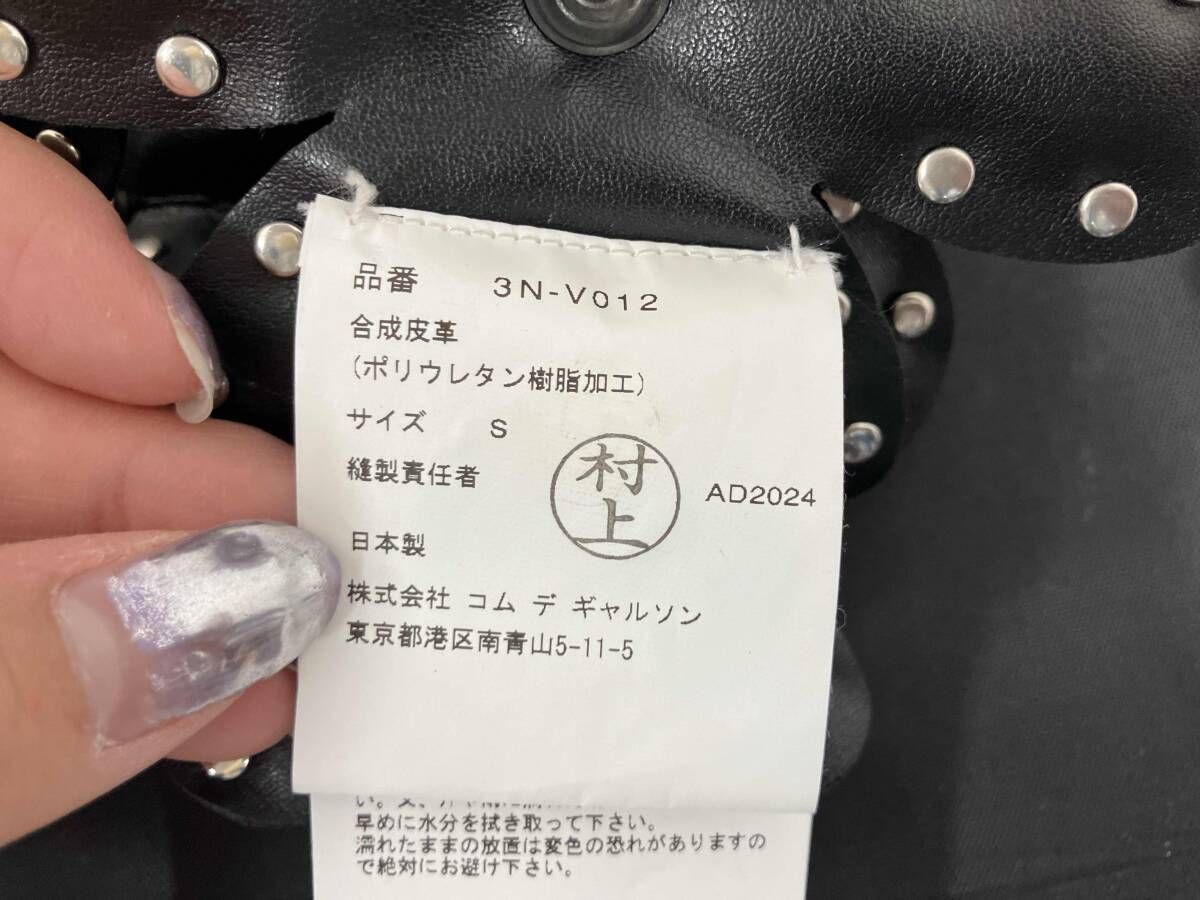 品番 3N-V012
合成皮革
(ポリウレタン樹脂加工)
サイズ S
縫製責任者 村上 AD2024
日本製
株式会社 コム デ ギャルソン
東京都港区南青山5-11-5
早めに水分を拭き取って下さい。
濡れたままの放置は変色の恐れがありますの
で絶対にお避け下さい。